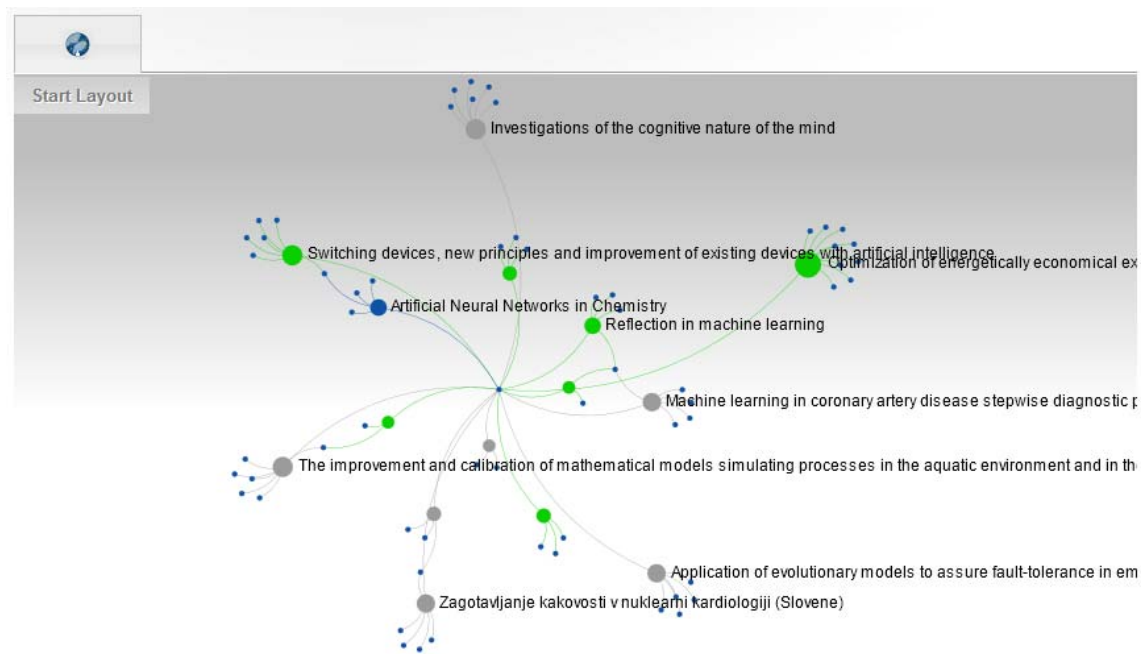 Start Layout
Investigations of the cognitive nature of the mind
Switching devices, new principles and improvement of existing devices with artificial intelligence
Optimization of energetically economical ex
Artificial Neural Networks in Chemistry
Reflection in machine learning
Machine learning in coronary artery disease stepwise diagnostic p
The improvement and calibration of mathematical models simulating processes in the aquatic environment and in th
Application of evolutionary models to assure fault-tolerance in em
Zagotavljanje kakovosti v nuklearni kardiologiji (Slovene)